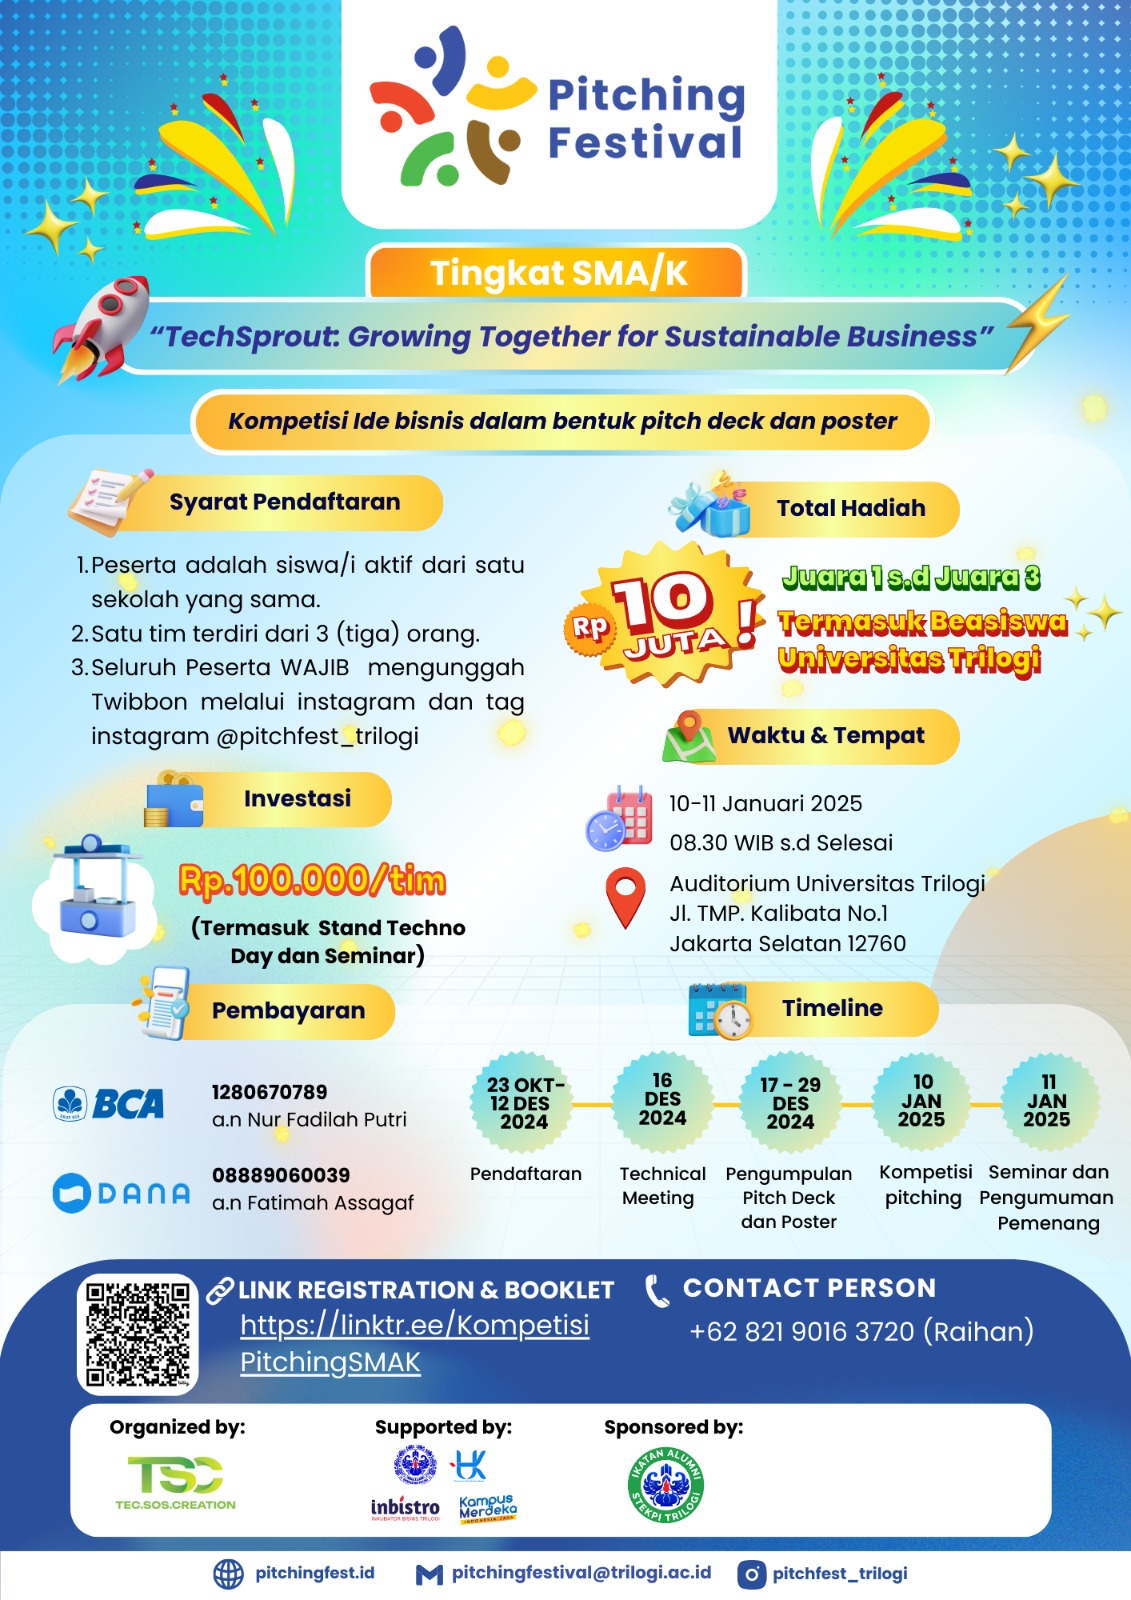 Pitching
Festival
Tingkat SMA/K
“TechSprout: Growing Together for Sustainable Business”
Kompetisi Ide bisnis dalam bentuk pitch deck dan poster
Syarat Pendaftaran
1. Peserta adalah siswa/i aktif dari satu
sekolah yang sama.
2. Satu tim terdiri dari 3 (tiga) orang.
3. Seluruh Peserta WAJIB mengunggah
Twibbon melalui instagram dan tag
instagram @pitchfest_trilogi
Total Hadiah
Rp 10
JUTA!
Juara 1 s.d Juara 3
Termasuk Beasiswa
Universitas Trilogi
Investasi
Rp.100.000/tim
(Termasuk Stand Techno
Day dan Seminar)
Waktu & Tempat
10-11 Januari 2025
08.30 WIB s.d Selesai
Auditorium Universitas Trilogi
Jl. TMP. Kalibata No.1
Jakarta Selatan 12760
Pembayaran
BCA
1280670789
a.n Nur Fadilah Putri
DANA
08889060039
a.n Fatimah Assagaf
Timeline
23 OKT-
12 DES
2024
Pendaftaran
16
DES
2024
Technical
Meeting
17 - 29
DES
2024
Pengumpulan
Pitch Deck
dan Poster
10
JAN
2025
Kompetisi
pitching
11
JAN
2025
Seminar dan
Pengumuman
Pemenang
LINK REGISTRATION & BOOKLET
https://linktr.ee/Kompetisi
PitchingSMAK
CONTACT PERSON
+62 821 9016 3720 (Raihan)
Organized by:
TSC
TEC.SOS.CREATION
Supported by:
HK
inbistro
INKUBATOR BISNIS TRILOGI
Kampus
Merdeka
INDONESIA JAYA
Sponsored by:
IKATAN ALUMNI
STEKPI TRILOGI
pitchingfest.id
pitchingfestival@trilogi.ac.id
pitchfest_trilogi